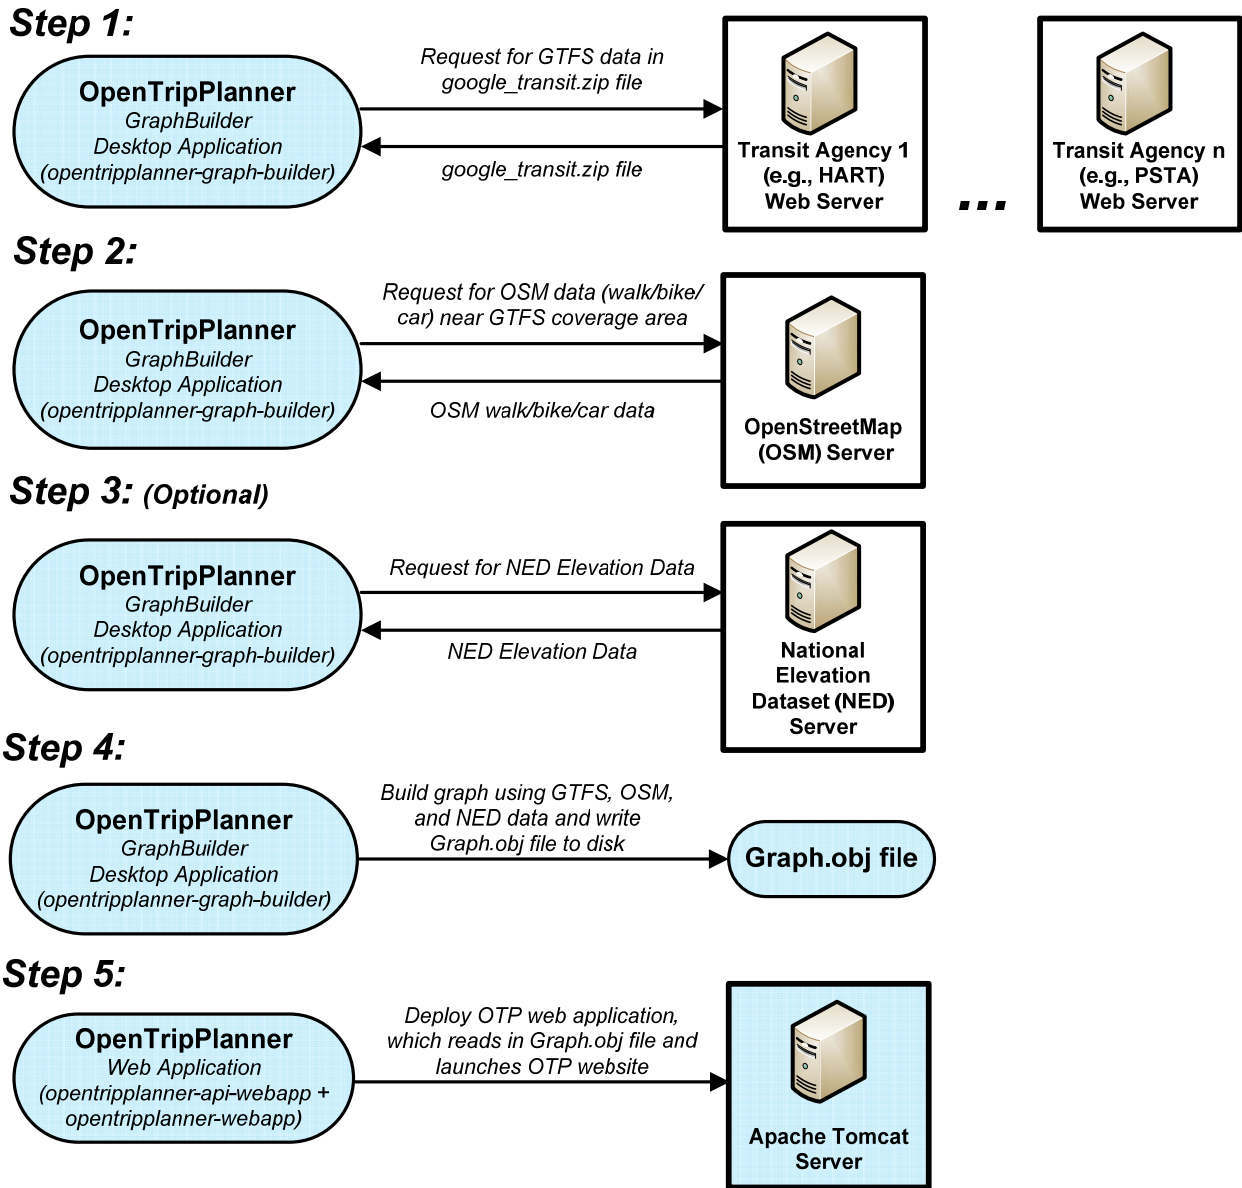 Step 1:
OpenTripPlanner
GraphBuilder
Desktop Application
(opentripplanner-graph-builder)
Request for GTFS data in
google_transit.zip file
google_transit.zip file
Transit Agency 1
(e.g., HART)
Web Server
...
Transit Agency n
(e.g., PSTA)
Web Server
Step 2:
OpenTripPlanner
GraphBuilder
Desktop Application
(opentripplanner-graph-builder)
Request for OSM data (walk/bike/
car) near GTFS coverage area
OSM walk/bike/car data
OpenStreetMap
(OSM) Server
Step 3: (Optional)
OpenTripPlanner
GraphBuilder
Desktop Application
(opentripplanner-graph-builder)
Request for NED Elevation Data
NED Elevation Data
National
Elevation
Dataset (NED)
Server
Step 4:
OpenTripPlanner
GraphBuilder
Desktop Application
(opentripplanner-graph-builder)
Build graph using GTFS, OSM,
and NED data and write
Graph.obj file to disk
Graph.obj file
Step 5:
OpenTripPlanner
Web Application
(opentripplanner-api-webapp +
opentripplanner-webapp)
Deploy OTP web application,
which reads in Graph.obj file and
launches OTP website
Apache Tomcat
Server